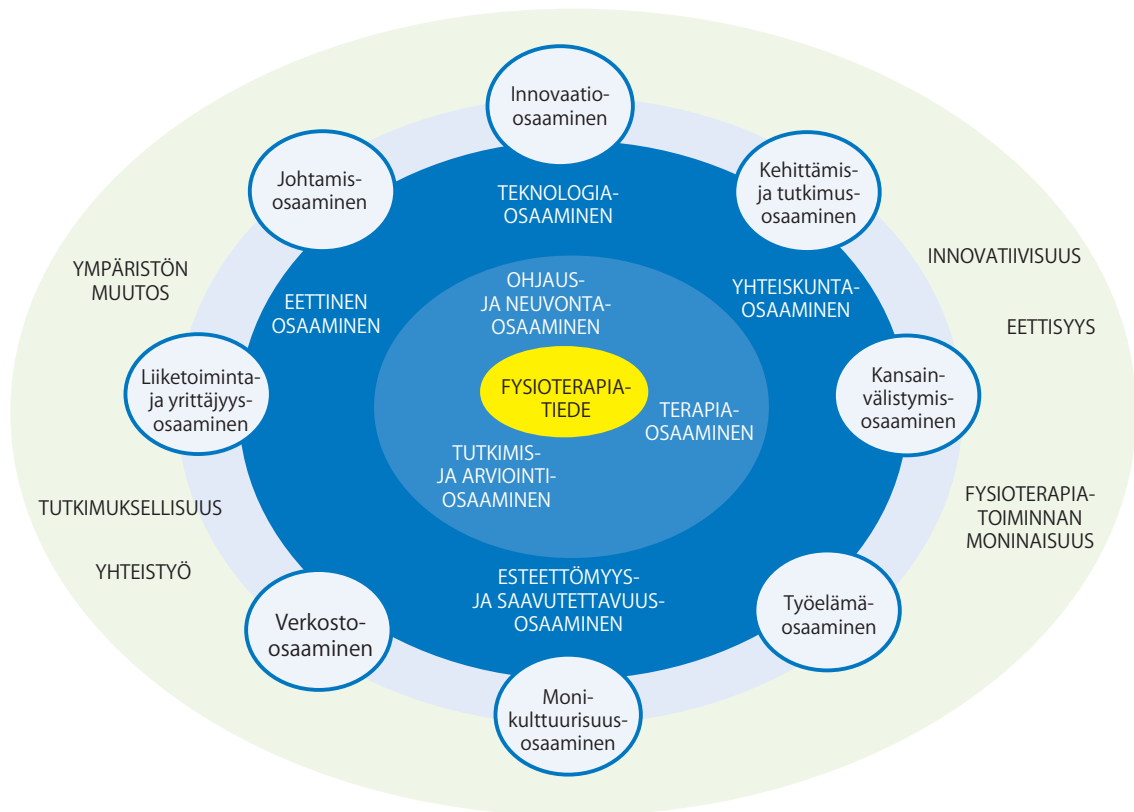 Innovaatio-
osaaminen
Johtamis-
osaaminen
Kehittämis-
ja tutkimus-
osaaminen
TEKNOLOGIA-
OSAAMINEN
YMPÄRISTÖN
MUUTOS
INNOVATIIVISUUS
EETTINEN
OSAAMINEN
OHJAUS-
JA NEUVONTA-
OSAAMINEN
YHTEISKUNTA-
OSAAMINEN
EETTISYYS
Liiketoiminta-
ja yrittäjyys-
osaaminen
FYSIOTERAPIA-
TIEDE
Kansain-
välistymis-
osaaminen
TERAPIA-
OSAAMINEN
TUTKIMIS-
JA ARVIOINTI-
OSAAMINEN
TUTKIMUKSELLISUUS
FYSIOTERAPIA-
TOIMINNAN
MONINAISUUS
YHTEISTYÖ
ESTEETTÖMYYS-
JA SAAVUTETTAVUUS-
OSAAMINEN
Verkosto-
osaaminen
Työelämä-
osaaminen
Moni-
kulttuurisuus-
osaaminen